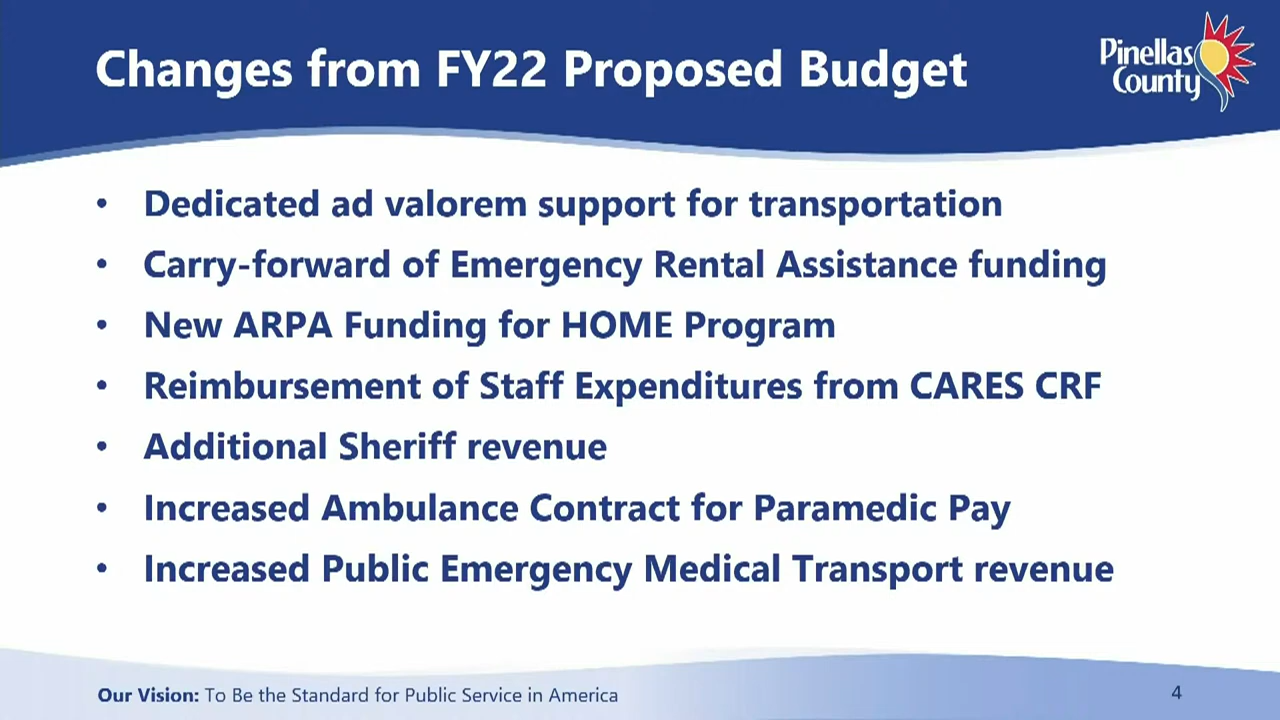 Changes from FY22 Proposed Budget
Pinellas
County
• Dedicated ad valorem support for transportation
• Carry-forward of Emergency Rental Assistance funding
• New ARPA Funding for HOME Program
• Reimbursement of Staff Expenditures from CARES CRF
• Additional Sheriff revenue
• Increased Ambulance Contract for Paramedic Pay
• Increased Public Emergency Medical Transport revenue
Our Vision: To Be the Standard for Public Service in America
4